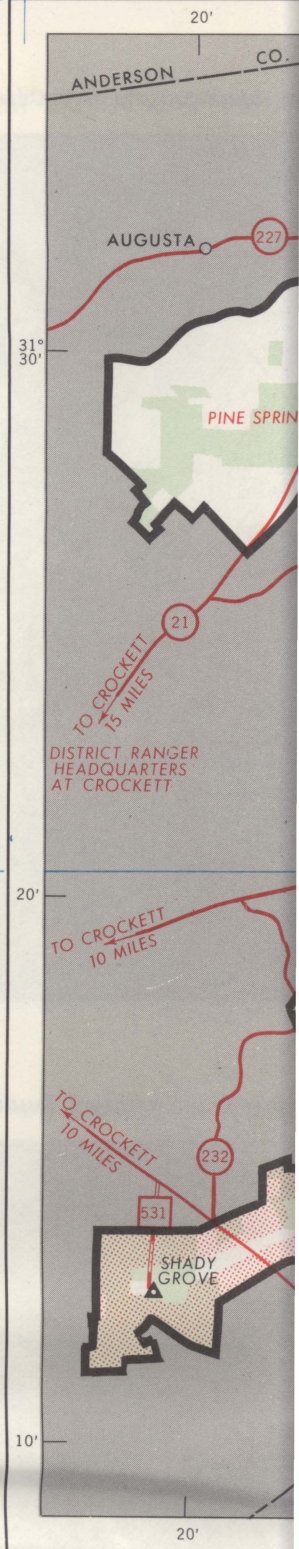 20'
ANDERSON CO.
AUGUSTA
227
31°
30'
PINE SPRIN
21
TO CROCKETT
15 MILES
DISTRICT RANGER
HEADQUARTERS
AT CROCKETT
20'
TO CROCKETT
10 MILES
TO CROCKETT
10 MILES
232
531
SHADY
GROVE
10'
20'